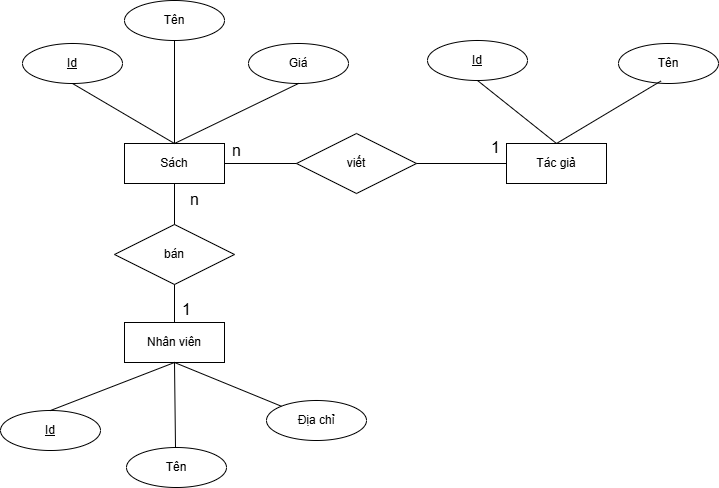 Tên
Id
Giá
Id
Tên
Sách
n
viết
1
Tác giả
n
bán
1
Nhân viên
Id
Tên
Địa chỉ